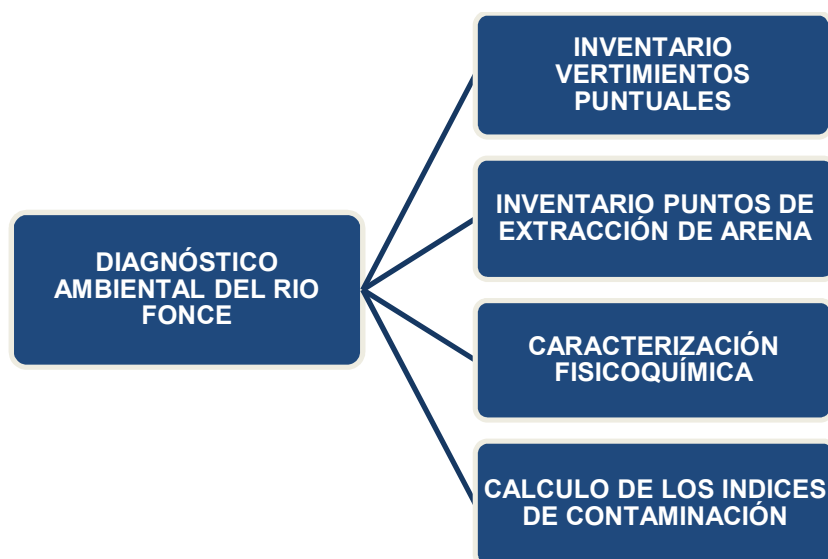 DIAGNÓSTICO
AMBIENTAL DEL RIO
FONCE
INVENTARIO
VERTIMIENTOS
PUNTUALES
INVENTARIO PUNTOS DE
EXTRACCIÓN DE ARENA
CARACTERIZACIÓN
FISICOQUÍMICA
CALCULO DE LOS INDICES
DE CONTAMINACIÓN